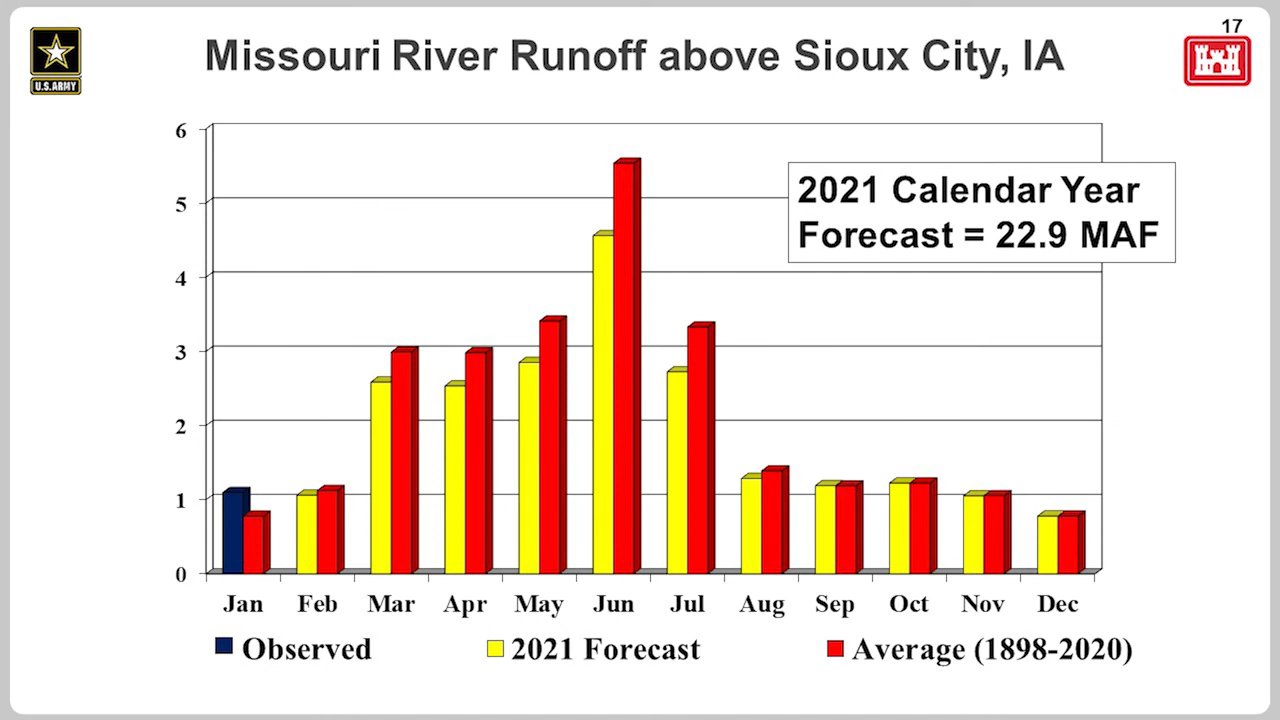 17
Missouri River Runoff above Sioux City, IA
U.S.ARMY
6
5
4
3
2
1
0
2021 Calendar Year
Forecast = 22.9 MAF
Jan Feb Mar Apr May Jun Jul Aug Sep Oct Nov Dec
Observed 2021 Forecast Average (1898-2020)